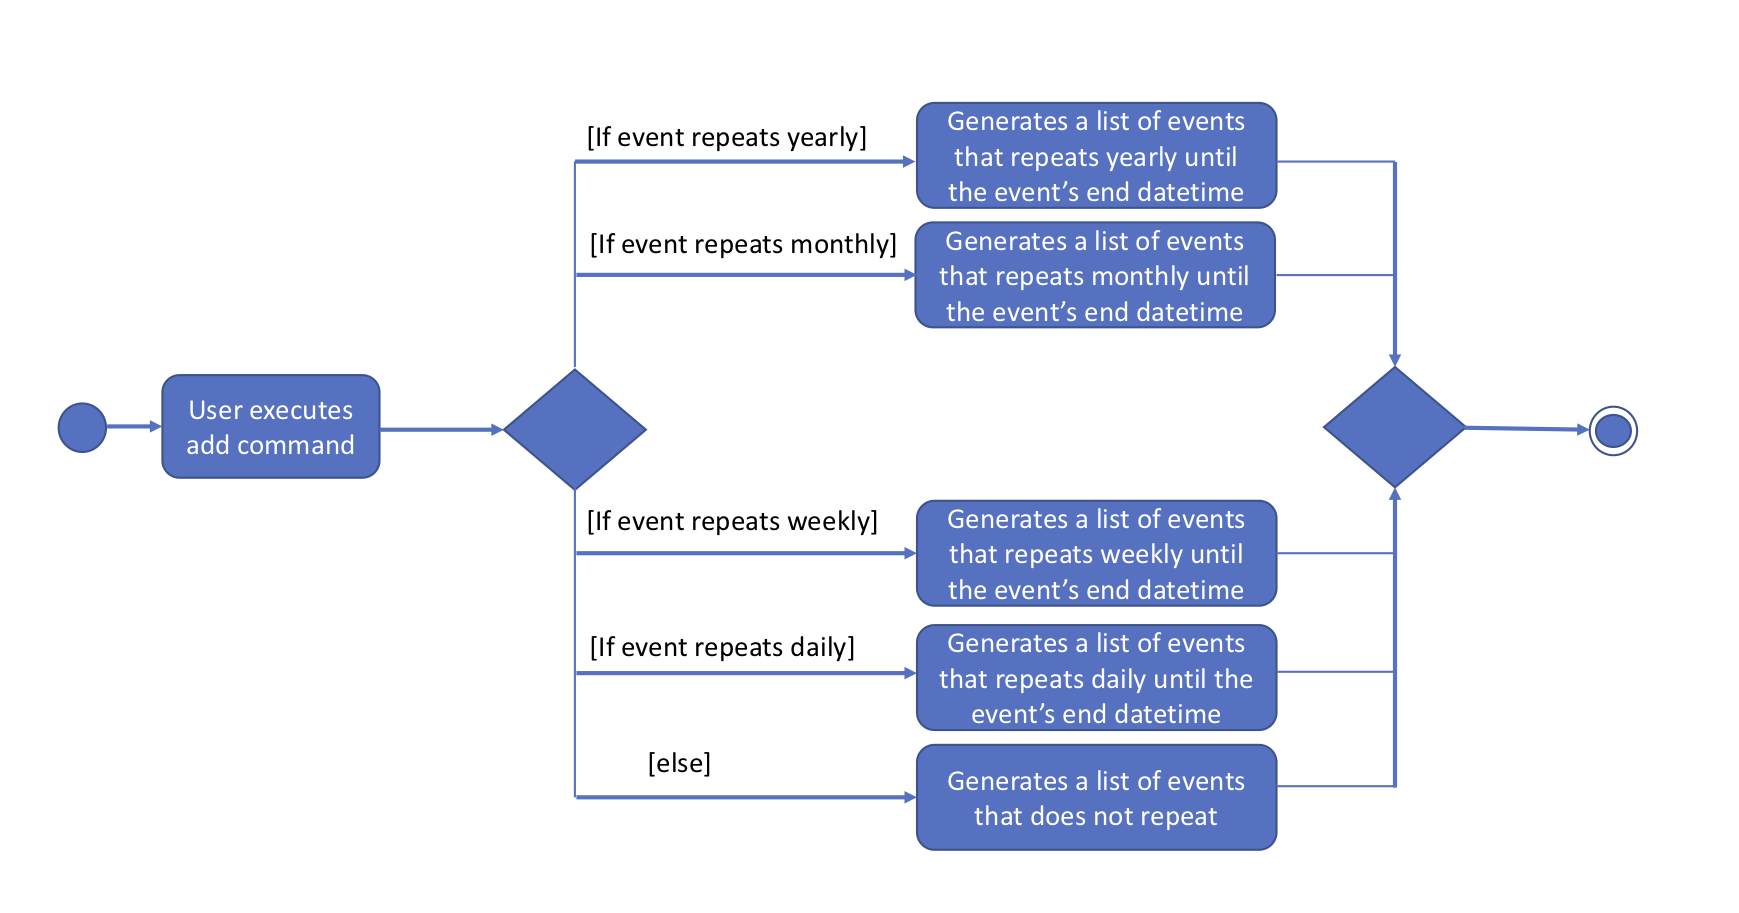 [If event repeats yearly]
Generates a list of events
that repeats yearly until
the event’s end datetime
[If event repeats monthly]
Generates a list of events
that repeats monthly until
the event’s end datetime
User executes
add command
[If event repeats weekly]
Generates a list of events
that repeats weekly until
the event’s end datetime
[If event repeats daily]
Generates a list of events
that repeats daily until the
event’s end datetime
[else]
Generates a list of events
that does not repeat